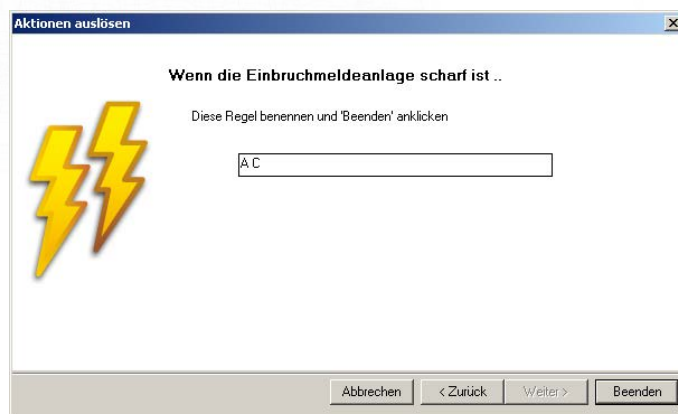 Aktionen auslösen
Wenn die Einbruchmeldeanlage scharf ist ..
Diese Regel benennen und 'Beenden' anklicken
A C
Abbrechen
< Zurück
Weiter >
Beenden